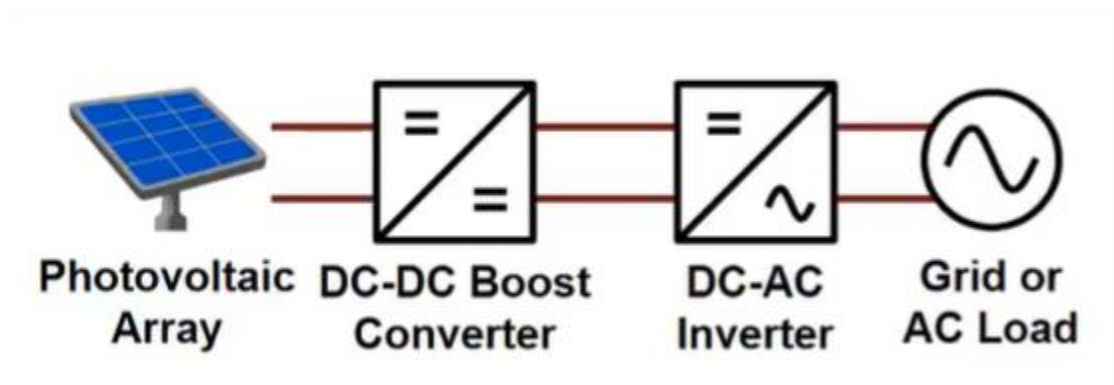 Photovoltaic
Array
DC-DC Boost
Converter
DC-AC
Inverter
Grid or
AC Load